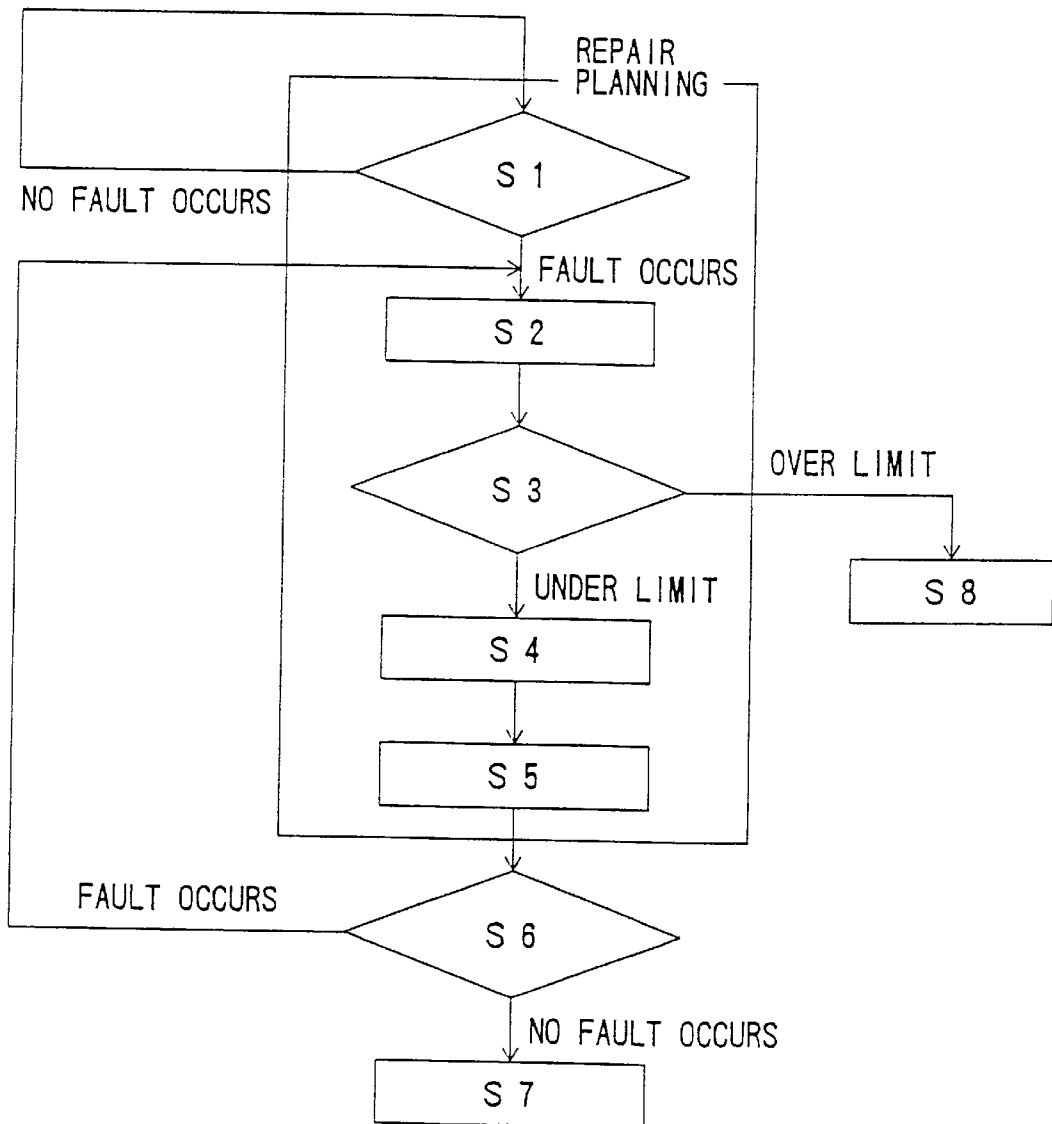 REPAIR
PLANNING
S 1
NO FAULT OCCURS
FAULT OCCURS
S 2
S 3
OVER LIMIT
UNDER LIMIT
S 8
S 4
S 5
FAULT OCCURS
S 6
NO FAULT OCCURS
S 7